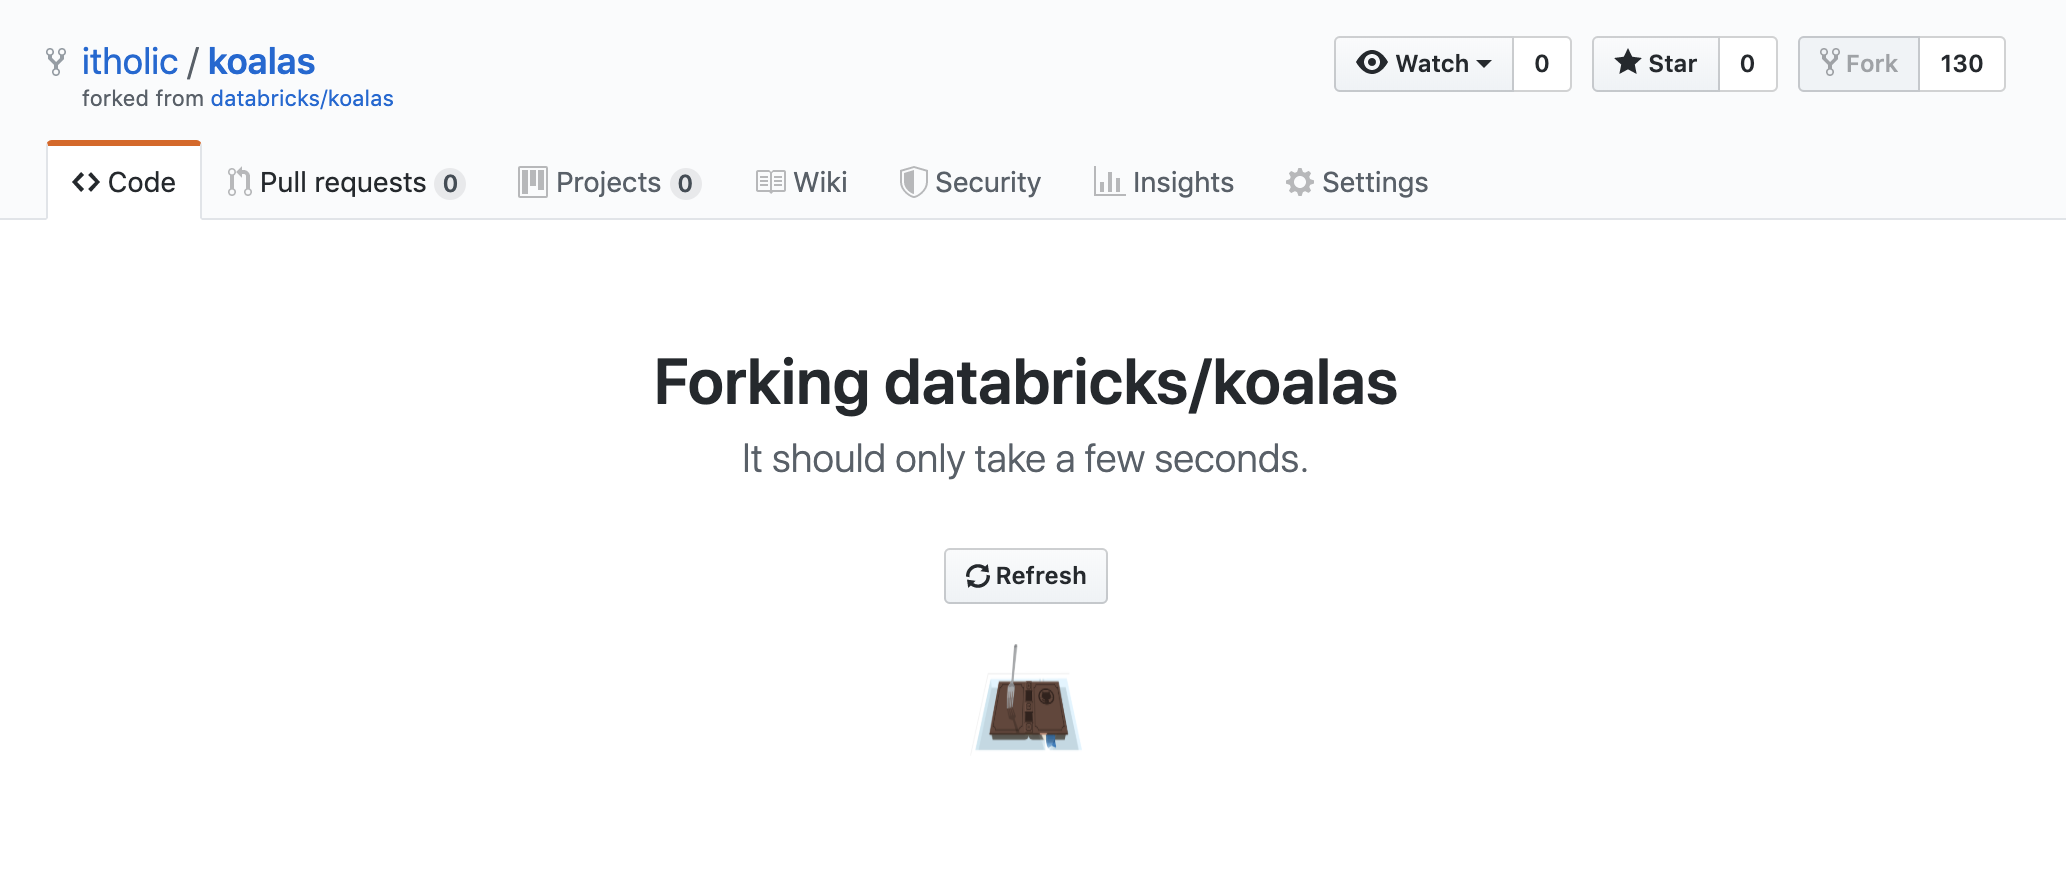 itholic / koalas
forked from databricks/koalas
Watch 0 Star 0 Fork 130
Code Pull requests 0 Projects 0 Wiki Security Insights Settings
Forking databricks/koalas
It should only take a few seconds.
Refresh